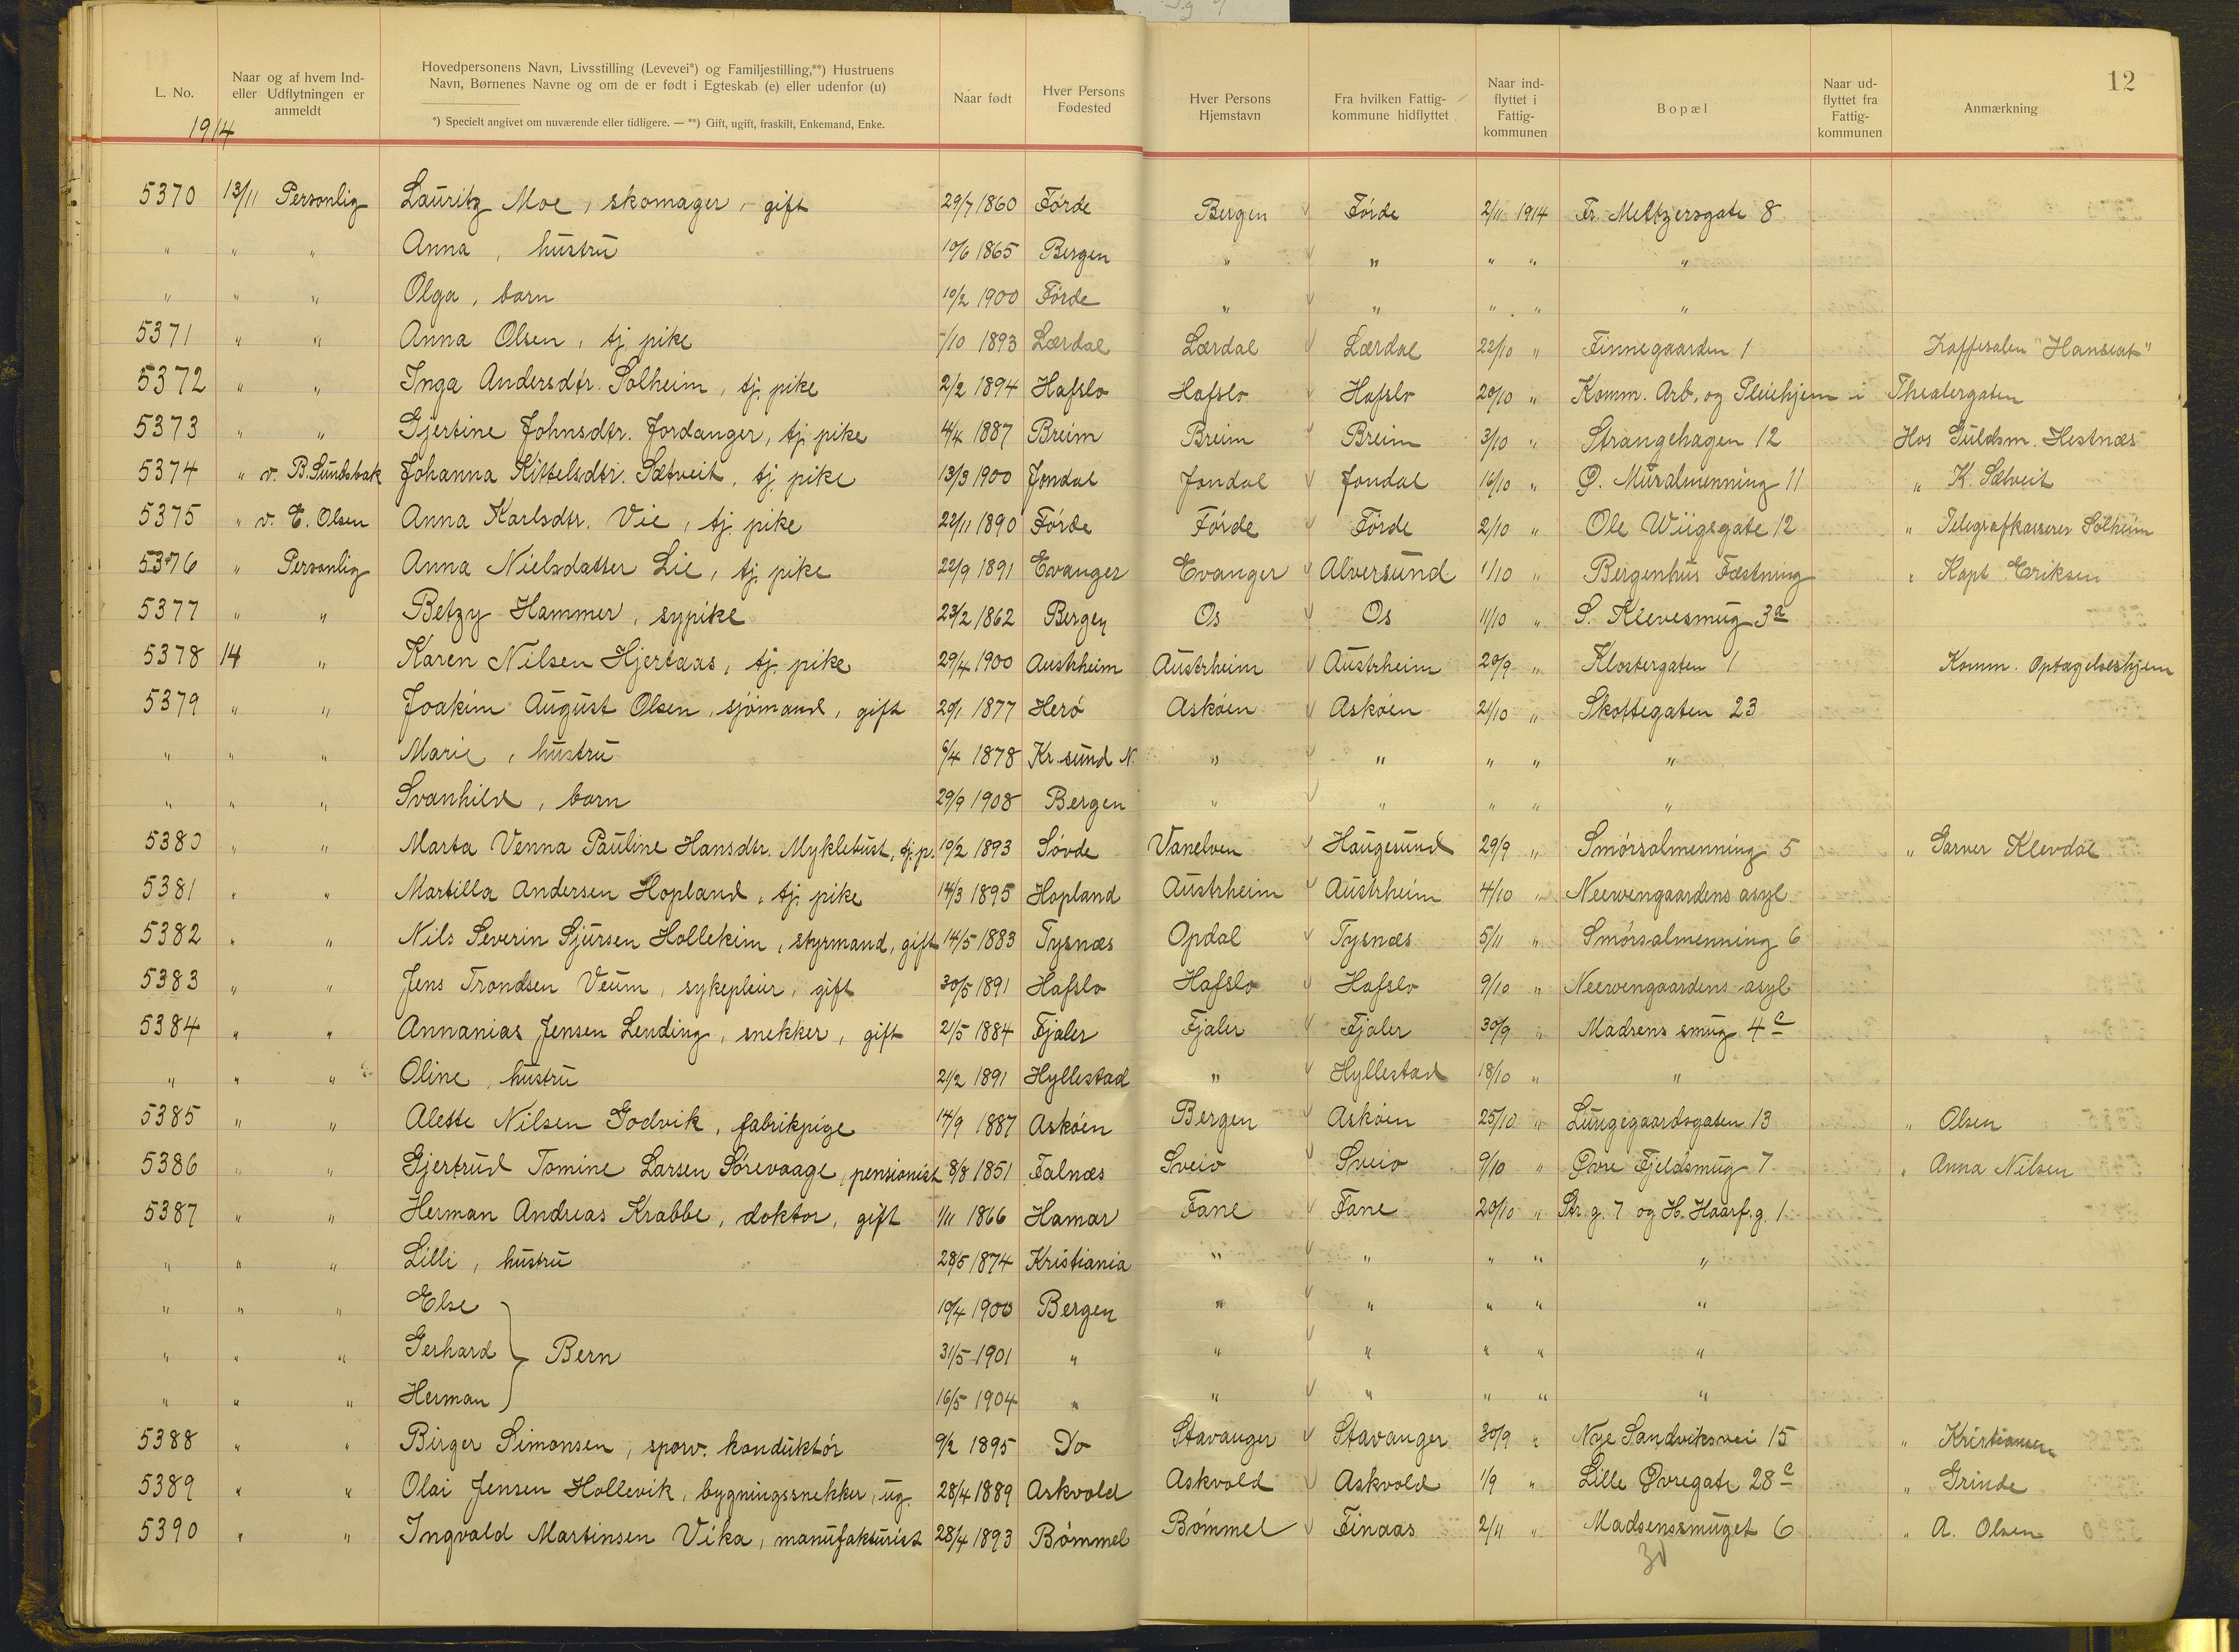 12
L. No.
Naar og af hvem Ind- eller Udflytningen er anmeldt
Hovedpersonens Navn, Livsstilling (Levevei*) og Familjestilling,**) Hustruens Navn, Børnenes Navne og om de er født i Egteskab (e) eller udenfor (u)
*) Specielt angivet om nuværende eller tidligere. — **) Gift, ugift, fraskilt, Enkemand, Enke.
Naar født
Hver Persons Fødested
Hver Persons Hjemstavn
Fra hvilken Fattigkommune hidflyttet
Naar indflyttet i Fattigkommunen
Bopæl
Naar udflyttet fra Fattigkommunen
Anmærkning
1914
5370 13/11 Personlig Lauritz Moe, skomager, gift 29/7 1860 Førde Bergen Førde 2/11 1914 Fr. Meltzersgate 8
" " " Anna, hustru 10/6 1865 Bergen " " " " "
" " " Olga, barn 10/2 1900 Førde " " " " "
5371 " " Anna Olsen, tj. pike -/10 1893 Lærdal Lærdal Lærdal 22/10 " Finnegaarden 1 Kaffesalen "Hanseat"
5372 " " Inga Andersdtr. Solheim, tj. pike 2/2 1894 Hafslo Hafslo Hafslo 20/10 " Komm. Arb. og Pleiehjem i Theatergaten
5373 " " Gjertine Johnsdtr. Jordanger, tj. pike 4/4 1887 Breim Breim Breim 3/10 " Strangehagen 12 Hos Guldsm. Hestnæs
5374 " v. B. Sundsbak Johanna Kittelsdtr. Sætveit, tj. pike 13/3 1900 Jondal Jondal Jondal 16/10 " Ø. Muralmenning 11 " K. Sætveit
5375 " v. E. Olsen Anna Karlsdtr. Vie, tj. pike 22/11 1890 Førde Førde Førde 2/10 " Ole Wiigsgate 12 " Telegrafkasserer Solheim
5376 " Personlig Anna Nielsdatter Lie, tj. pike 22/9 1891 Evanger Evanger Alversund 1/10 " Bergenhus Fæstning " Kapt Eriksen
5377 " " Betzy Hammer, sypike 23/2 1862 Bergen Os Os 11/10 " S. Klevesmug 3a
5378 14 " Karen Nilsen Hjertaas, tj. pike 29/4 1900 Austrheim Austrheim Austrheim 20/9 " Klostergaten 1 Komm. Optagelseshjem
5379 " " Joakim August Olsen, sjømand, gift 20/1 1877 Herø Askøen Askøen 21/10 " Skottegaten 23
" " " Marie, hustru 6/4 1878 Kr.sund N. " " " " "
" " " Svanhild, barn 29/9 1908 Bergen " " " " "
5380 " " Marta Venna Pauline Hansdtr. Myklebust, tj.p. 10/2 1893 Søvde Vanelven Haugesund 29/9 " Smørsalmenning 5 " Garver Klevdal
5381 " " Martilla Andersen Hopland, tj. pike 14/3 1895 Hopland Austrheim Austrheim 4/10 " Neevengaardens asyl
5382 " " Nils Severin Sjursen Hollekim, styrmand, gift 14/5 1883 Tysnæs Opdal Tysnæs 5/11 " Smørsalmenning 6
5383 " " Jens Trondsen Veum, sykepleier, gift 30/5 1891 Hafslo Hafslo Hafslo 9/10 " Neevengaardens asyl
5384 " " Annanias Jensen Lending, snekker, gift 21/5 1884 Fjaler Fjaler Fjaler 30/9 " Madsens smug 4c
" " " Oline, hustru 21/2 1891 Hyllestad " Hyllestad 18/10 " "
5385 " " Alette Nilsen Godvik, fabrikpige 14/9 1887 Askøen Bergen Askøen 25/10 " Lungegaardsgaten 13 " Olsen
5386 " " Gjertrud Tomine Larsen Sørevaage, pensionist 8/8 1851 Falnæs Sveio Sveio 9/10 " Øvre Fjeldsmug 7 " Anna Nilsen
5387 " " Herman Andreas Krabbe, doktor, gift 1/11 1866 Hamar Fane Fane 20/10 " Str. g. 7 og H. Haarf. g. 1
" " " Lilli, hustru 28/5 1874 Kristiania " " " " "
" " " Else 10/4 1900 Bergen " " " " "
" " " Gerhard } Bern 31/5 1901 " " " " " "
" " " Herman 16/5 1904 " " " " " "
5388 " " Birger Simonsen, sporv. konduktør 9/2 1895 Do Stavanger Stavanger 30/9 " Nye Sandviksvei 15 " Kristiansen
5389 " " Olai Jensen Hollevik, bygningssnekker, ug. 28/4 1889 Askvold Askvold Askvold 1/9 " Lille Øvregate 28c " Grinde
5390 " " Ingvald Martinsen Vika, manufakturist 28/4 1893 Bømmel Bømmel Finaas 2/11 " Madsenssmuget 6 " A. Olsen